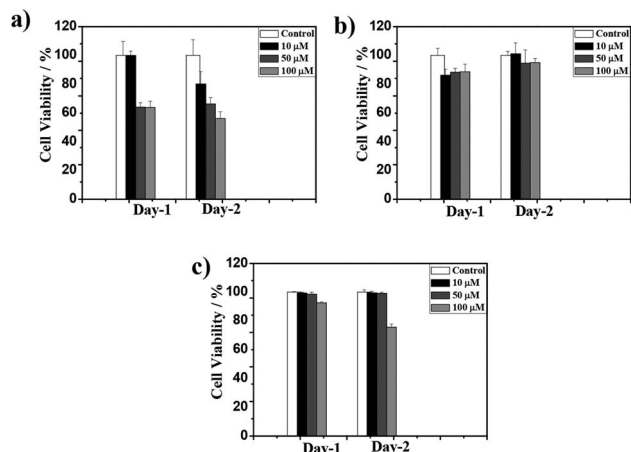 a)
Cell Viability / %
120
100
80
60
40
20
0
Control
10 µM
50 µM
100 µM
Day-1
Day-2
b)
Cell Viability / %
120
100
80
60
40
20
0
Control
10 µM
50 µM
100 µM
Day-1
Day-2
c)
Cell Viability / %
120
100
80
60
40
20
0
Control
10 µM
50 µM
100 µM
Day-1
Day-2